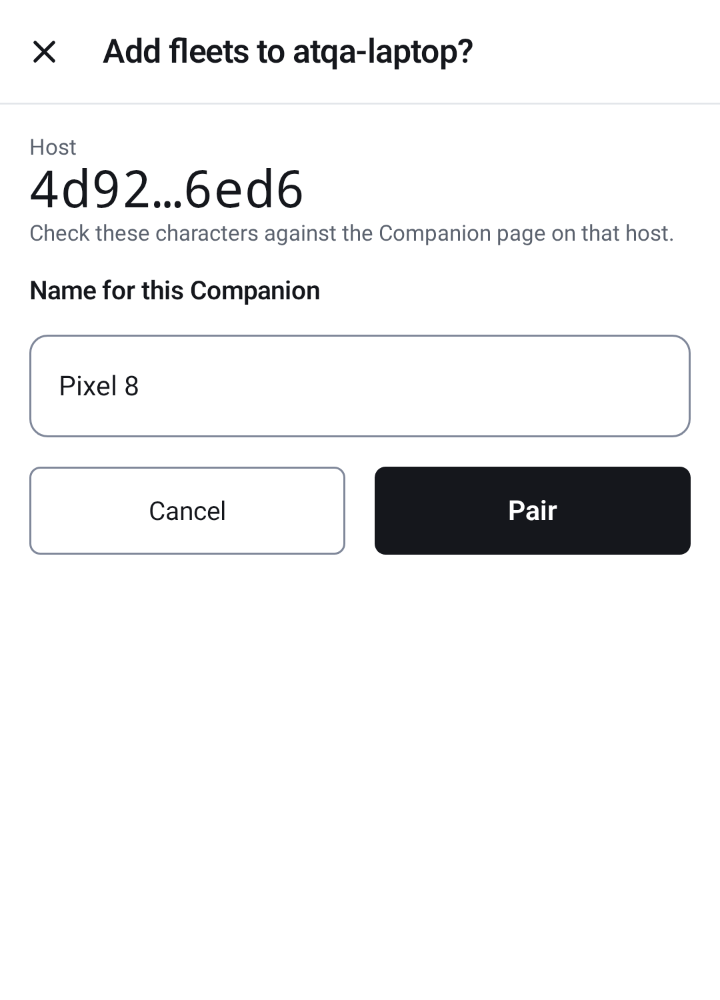 Add fleets to atqa-laptop?
Host
4d92…6ed6
Check these characters against the Companion page on that host.
Name for this Companion
Pixel 8
Cancel
Pair